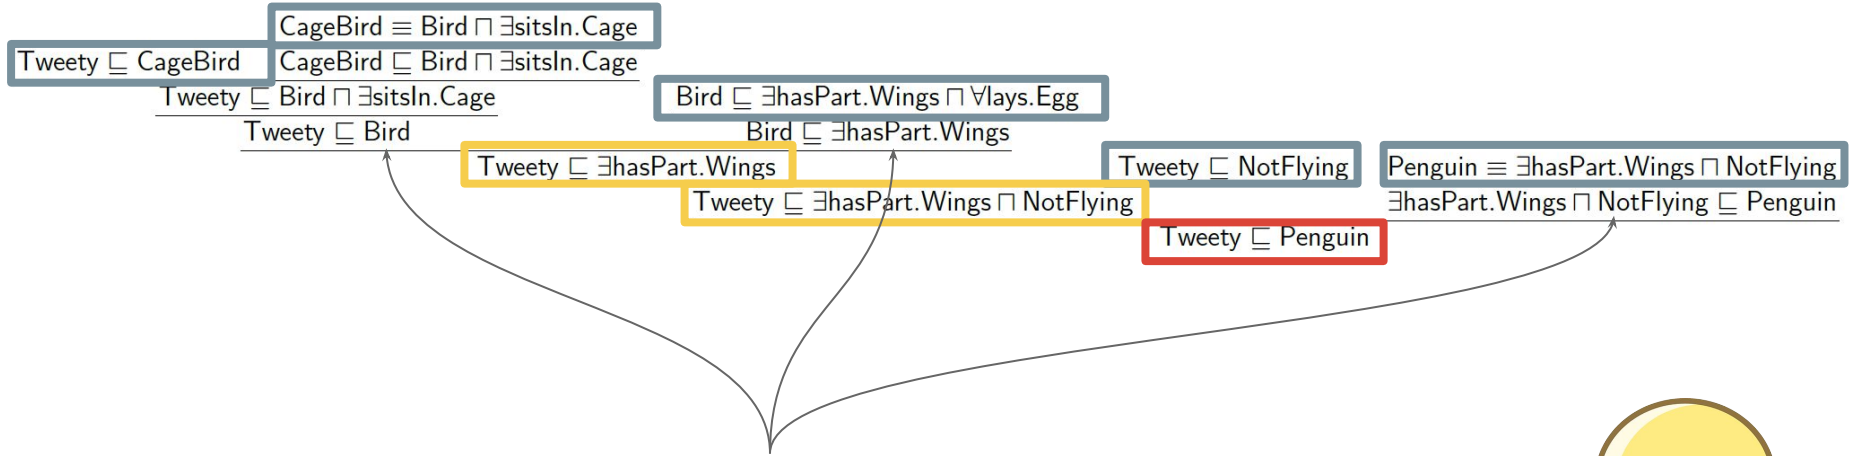 CageBird ≡ Bird ⊓ ∃sitsIn.Cage
Tweety ⊑ CageBird CageBird ⊑ Bird ⊓ ∃sitsIn.Cage
Tweety ⊑ Bird ⊓ ∃sitsIn.Cage Bird ⊑ ∃hasPart.Wings ⊓ ∀lays.Egg
Tweety ⊑ Bird Bird ⊑ ∃hasPart.Wings
Tweety ⊑ ∃hasPart.Wings Tweety ⊑ NotFlying Penguin ≡ ∃hasPart.Wings ⊓ NotFlying
Tweety ⊑ ∃hasPart.Wings ⊓ NotFlying ∃hasPart.Wings ⊓ NotFlying ⊑ Penguin
Tweety ⊑ Penguin